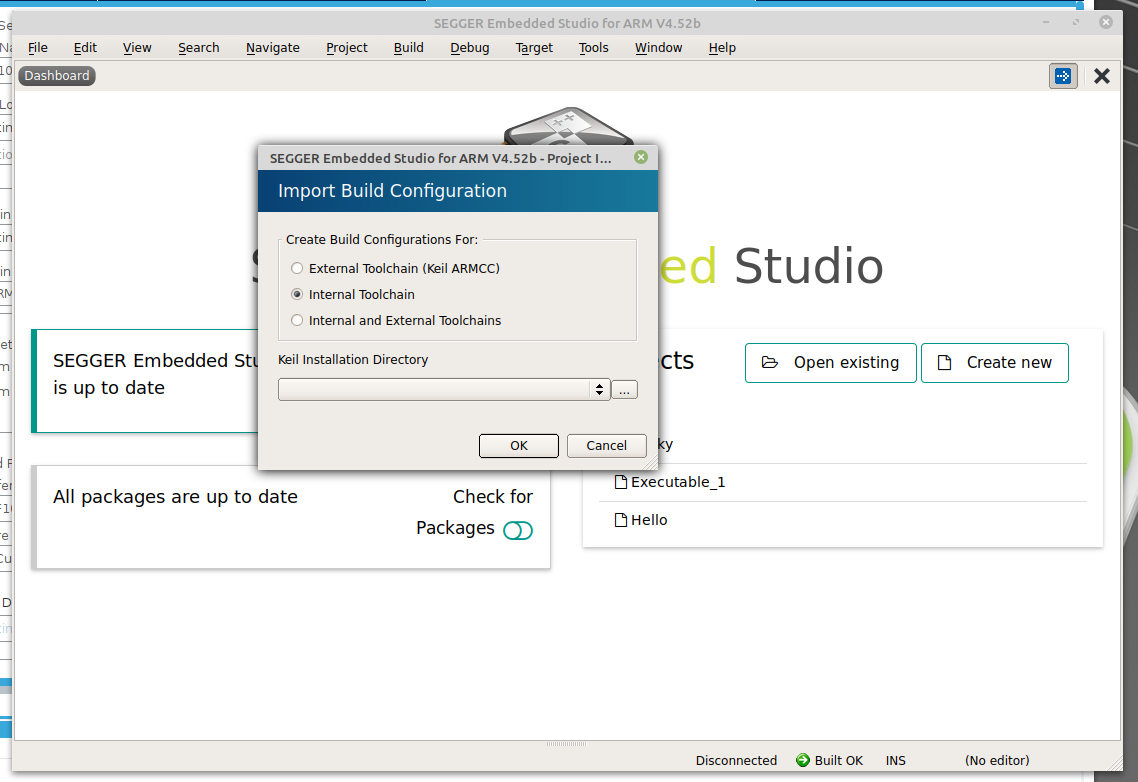 SEGGER Embedded Studio for ARM V4.52b
File Edit View Search Navigate Project Build Debug Target Tools Window Help
Dashboard
SEGGER Embedded Studio for ARM V4.52b - Project I...
Import Build Configuration
Create Build Configurations For:
External Toolchain (Keil ARMCC)
Internal Toolchain
Internal and External Toolchains
Keil Installation Directory
...
OK Cancel
ed Studio
SEGGER Embedded Stu
is up to date
All packages are up to date
Check for
Packages
cts
Open existing
Create new
ky
Executable_1
Hello
Disconnected Built OK INS (No editor)